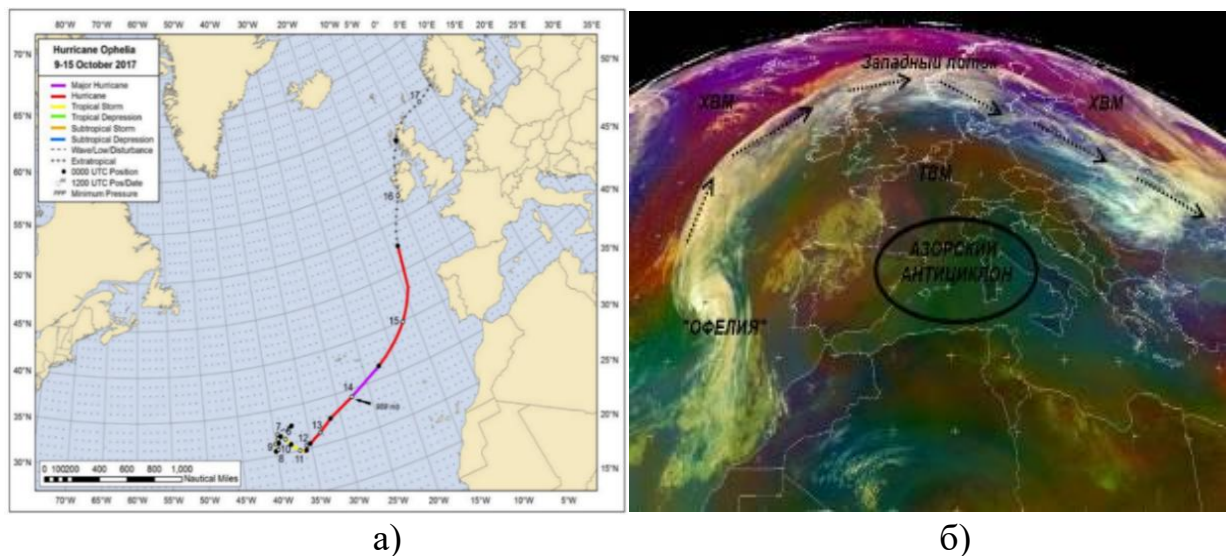 80°W 70°W 60°W 50°W 40°W 30°W 20°W 10°W 5°W 0° 5°E 10°E 15°E 20°E 25°E 30°E 35°E
Hurricane Ophelia
9-15 October 2017
Major Hurricane
Hurricane
Tropical Storm
Tropical Depression
Subtropical Storm
Subtropical Depression
Wave/Low/Disturbance
Extratropical
0000 UTC Position
1200 UTC Pos/Date
PPP Minimum Pressure
70°N
65°N
60°N
55°N
50°N
45°N
40°N
35°N
30°N
50°N
45°N
40°N
35°N
30°N
25°N
20°N
15°N
17
16
15
14
959 mb
13
12
11
10
9
8
7
6
0 100200 400 600 800 1,000
Nautical Miles
70°W 65°W 60°W 55°W 50°W 45°W 40°W 35°W 30°W 25°W 20°W 15°W 10°W 5°W
а)
Западный поток
ХВМ
ХВМ
ТВМ
АЗОРСКИЙ
АНТИЦИКЛОН
"ОФЕЛИЯ"
б)